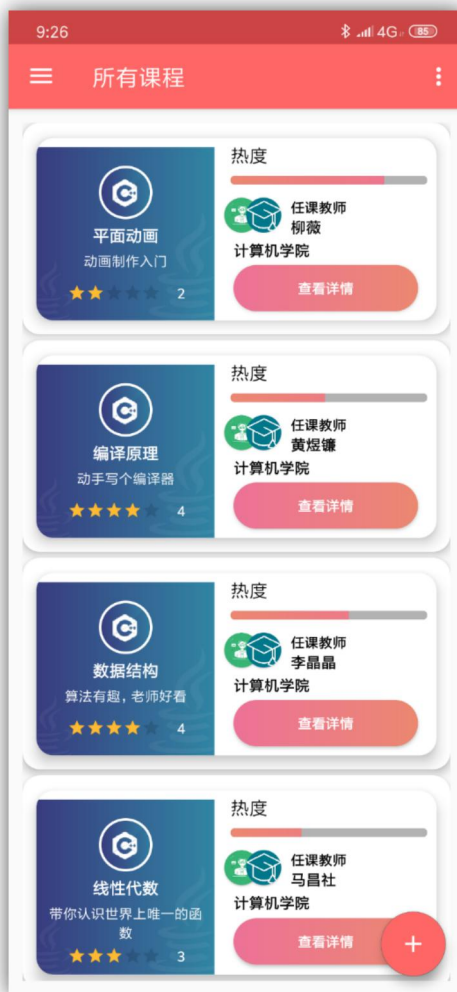 9:26
4G
85
所有课程
热度
平面动画
动画制作入门
2
任课教师
柳薇
计算机学院
查看详情
热度
编译原理
动手写个编译器
4
任课教师
黄煜镰
计算机学院
查看详情
热度
数据结构
算法有趣，老师好看
4
任课教师
李晶晶
计算机学院
查看详情
热度
线性代数
带你认识世界上唯一的函
数
3
任课教师
马昌社
计算机学院
查看详情
+